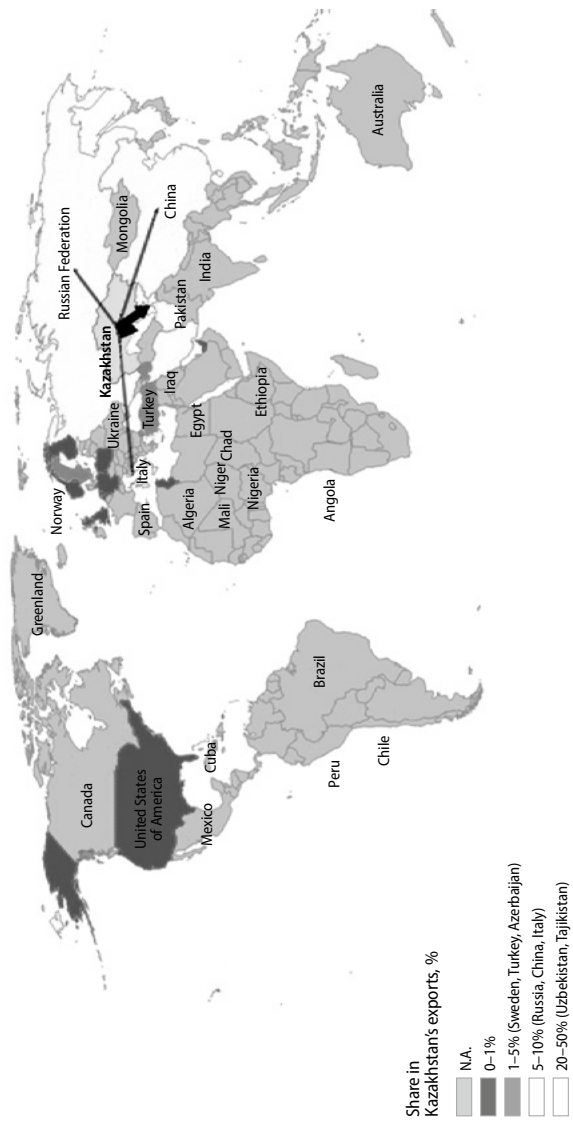 Greenland
Norway
Russian Federation
Canada
Ukraine
Kazakhstan
Mongolia
United States
of America
Spain
Italy
Turkey
China
Iraq
Pakistan
India
Algeria
Egypt
Mexico
Cuba
Mali
Niger
Chad
Nigeria
Ethiopia
Brazil
Peru
Angola
Chile
Australia
Share in
Kazakhstan's exports, %
N.A.
0–1%
1–5% (Sweden, Turkey, Azerbaijan)
5–10% (Russia, China, Italy)
20–50% (Uzbekistan, Tajikistan)